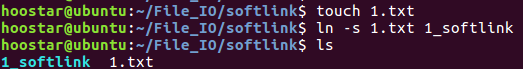 hoostar@ubuntu:~/File_IO/softlink$ touch 1.txt
hoostar@ubuntu:~/File_IO/softlink$ ln -s 1.txt 1_softlink
hoostar@ubuntu:~/File_IO/softlink$ ls
1_softlink  1.txt